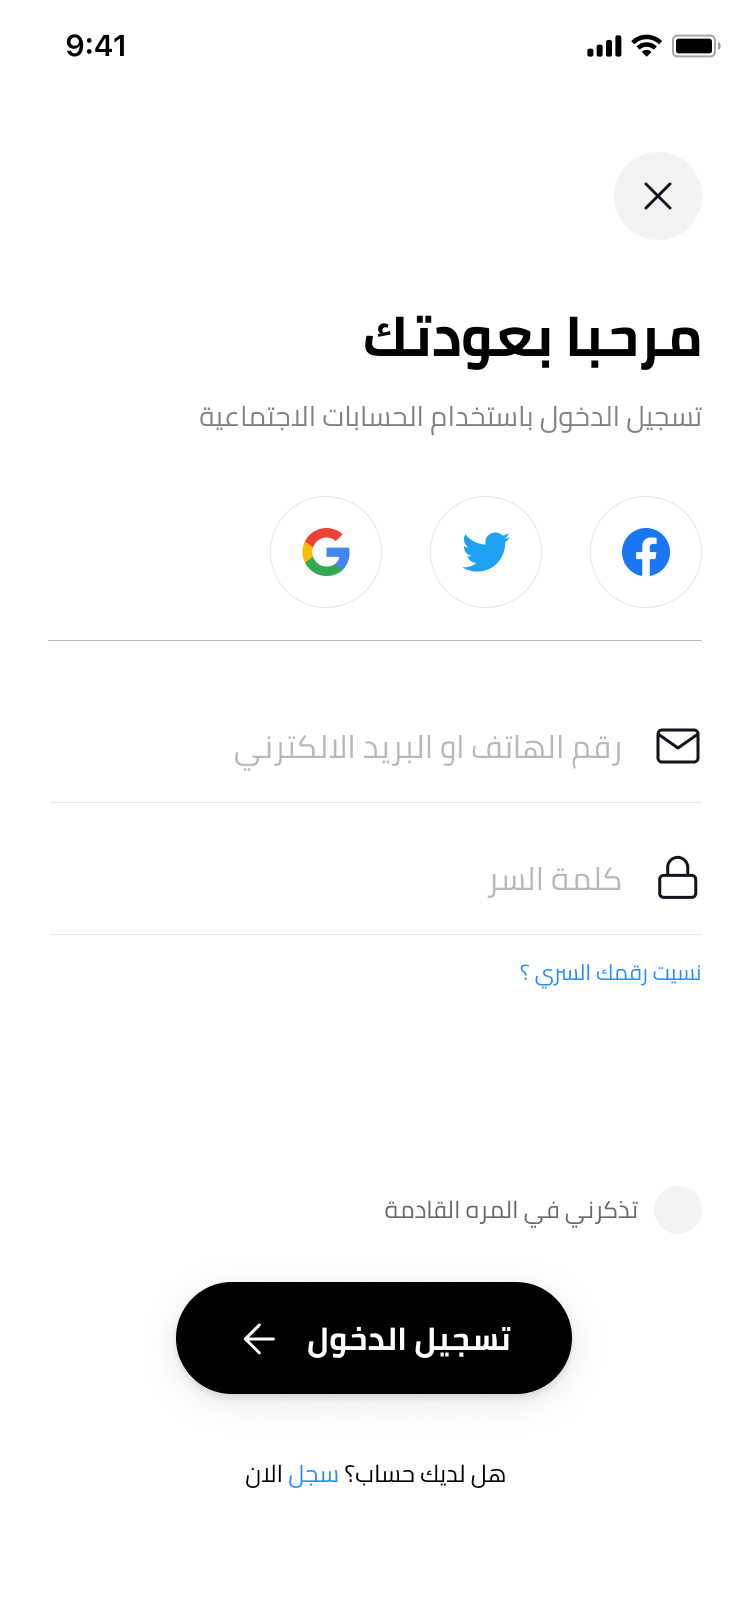 9:41
مرحبا بعودتك
تسجيل الدخول باستخدام الحسابات الاجتماعية
رقم الهاتف او البريد الالكترني
كلمة السر
نسيت رقمك السري ؟
تذكرني في المره القادمة
تسجيل الدخول
هل لديك حساب؟ سجل الان